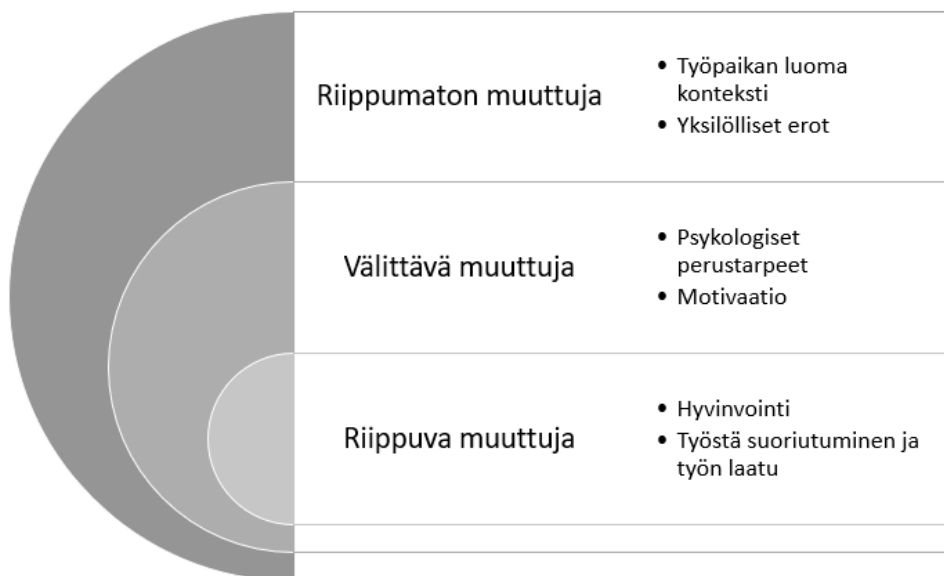 Riippumaton muuttuja
• Työpaikan luoma
konteksti
• Yksilölliset erot
Välittävä muuttuja
• Psykologiset
perustarpeet
• Motivaatio
Riippuva muuttuja
• Hyvinvointi
• Työstä suoriutuminen ja
työn laatu